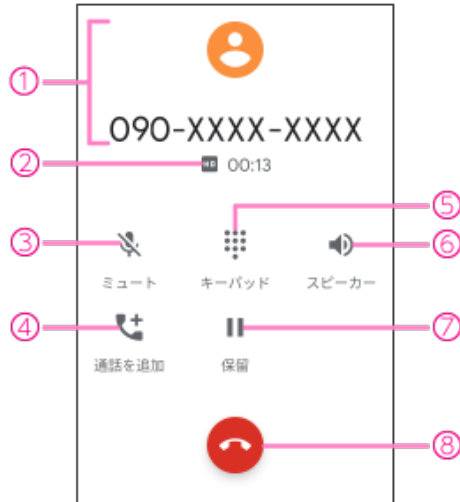 ①
090-XXXX-XXXX
② HD 00:13
⑤
③ ⑥
ミュート キーパッド スピーカー
④ ⑦
通話を追加 保留
⑧